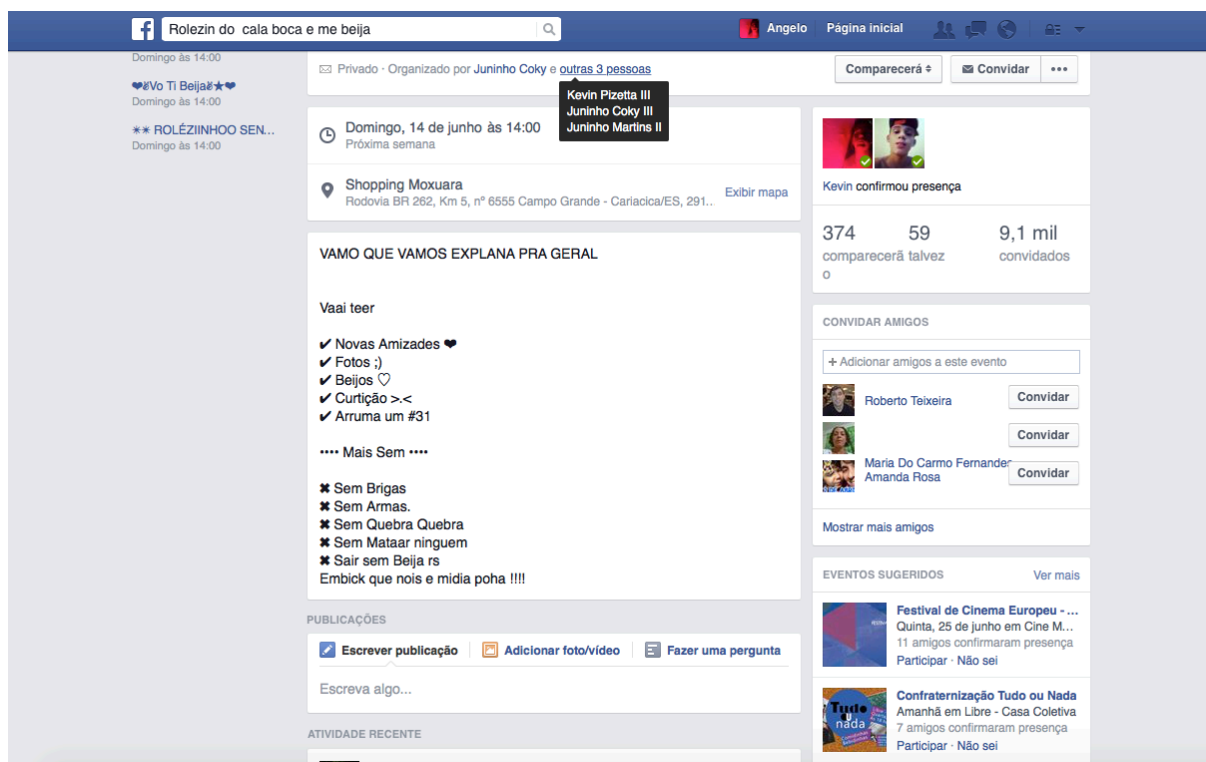 Rolezin do cala boca e me beija
Angelo
Página inicial
Domingo às 14:00
❤✌Vo Ti Beija✌★❤
Domingo às 14:00
∗∗ ROLÉZIINHOO SEN...
Domingo às 14:00
Privado · Organizado por Juninho Coky e outras 3 pessoas
Kevin Pizetta III
Juninho Coky III
Juninho Martins II
Comparecerá
Convidar
Domingo, 14 de junho às 14:00
Próxima semana
Shopping Moxuara
Rodovia BR 262, Km 5, nº 6555 Campo Grande - Cariacica/ES, 291...
Exibir mapa
VAMO QUE VAMOS EXPLANA PRA GERAL
Vaai teer
✔ Novas Amizades ❤
✔ Fotos ;)
✔ Beijos ♡
✔ Curtição >.<
✔ Arruma um #31
•••• Mais Sem ••••
✖ Sem Brigas
✖ Sem Armas.
✖ Sem Quebra Quebra
✖ Sem Mataar ninguem
✖ Sair sem Beija rs
Embick que nois e midia poha !!!!
PUBLICAÇÕES
Escrever publicação
Adicionar foto/vídeo
Fazer uma pergunta
Escreva algo...
ATIVIDADE RECENTE
Kevin confirmou presença
374 59 9,1 mil
comparecerã talvez convidados
o
CONVIDAR AMIGOS
+ Adicionar amigos a este evento
Roberto Teixeira
Convidar
Convidar
Maria Do Carmo Fernandes
Amanda Rosa
Convidar
Mostrar mais amigos
EVENTOS SUGERIDOS
Ver mais
Festival de Cinema Europeu - ...
Quinta, 25 de junho em Cine M...
11 amigos confirmaram presença
Participar · Não sei
Tudo
ou
nada
Confraternização Tudo ou Nada
Amanhã em Libre - Casa Coletiva
7 amigos confirmaram presença
Participar · Não sei